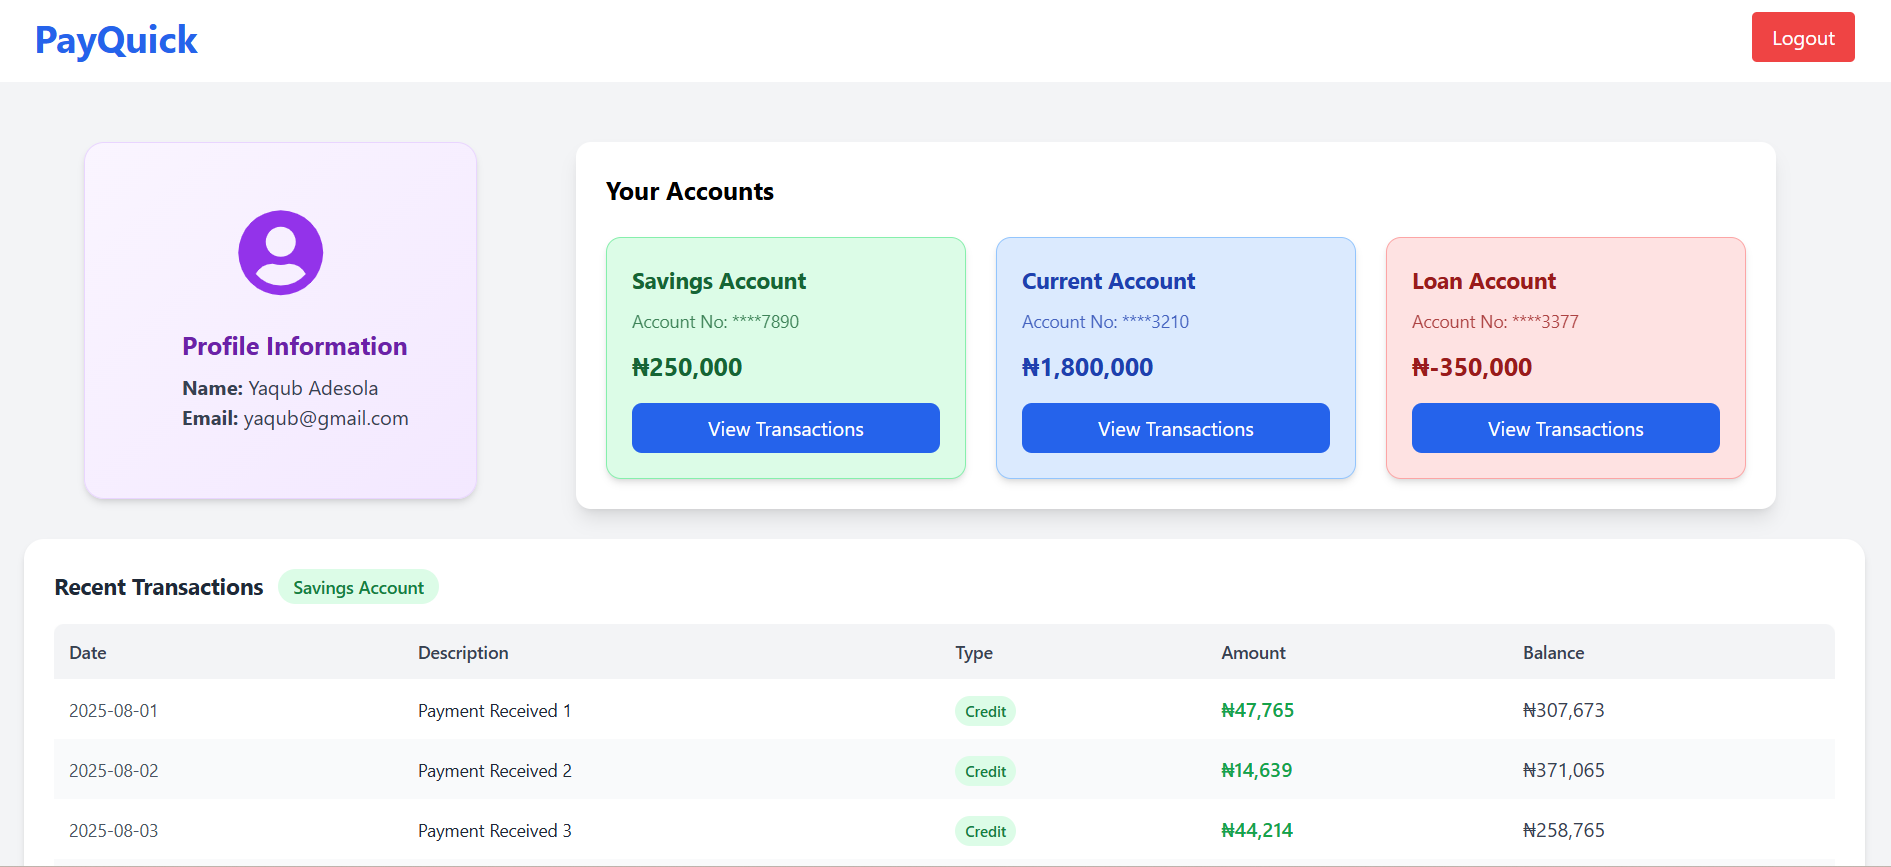 PayQuick
Logout
Profile Information
Name: Yaqub Adesola
Email: yaqub@gmail.com
Your Accounts
Savings Account
Account No: ****7890
₦250,000
View Transactions
Current Account
Account No: ****3210
₦1,800,000
View Transactions
Loan Account
Account No: ****3377
₦-350,000
View Transactions
Recent Transactions Savings Account
Date Description Type Amount Balance
2025-08-01 Payment Received 1 Credit ₦47,765 ₦307,673
2025-08-02 Payment Received 2 Credit ₦14,639 ₦371,065
2025-08-03 Payment Received 3 Credit ₦44,214 ₦258,765